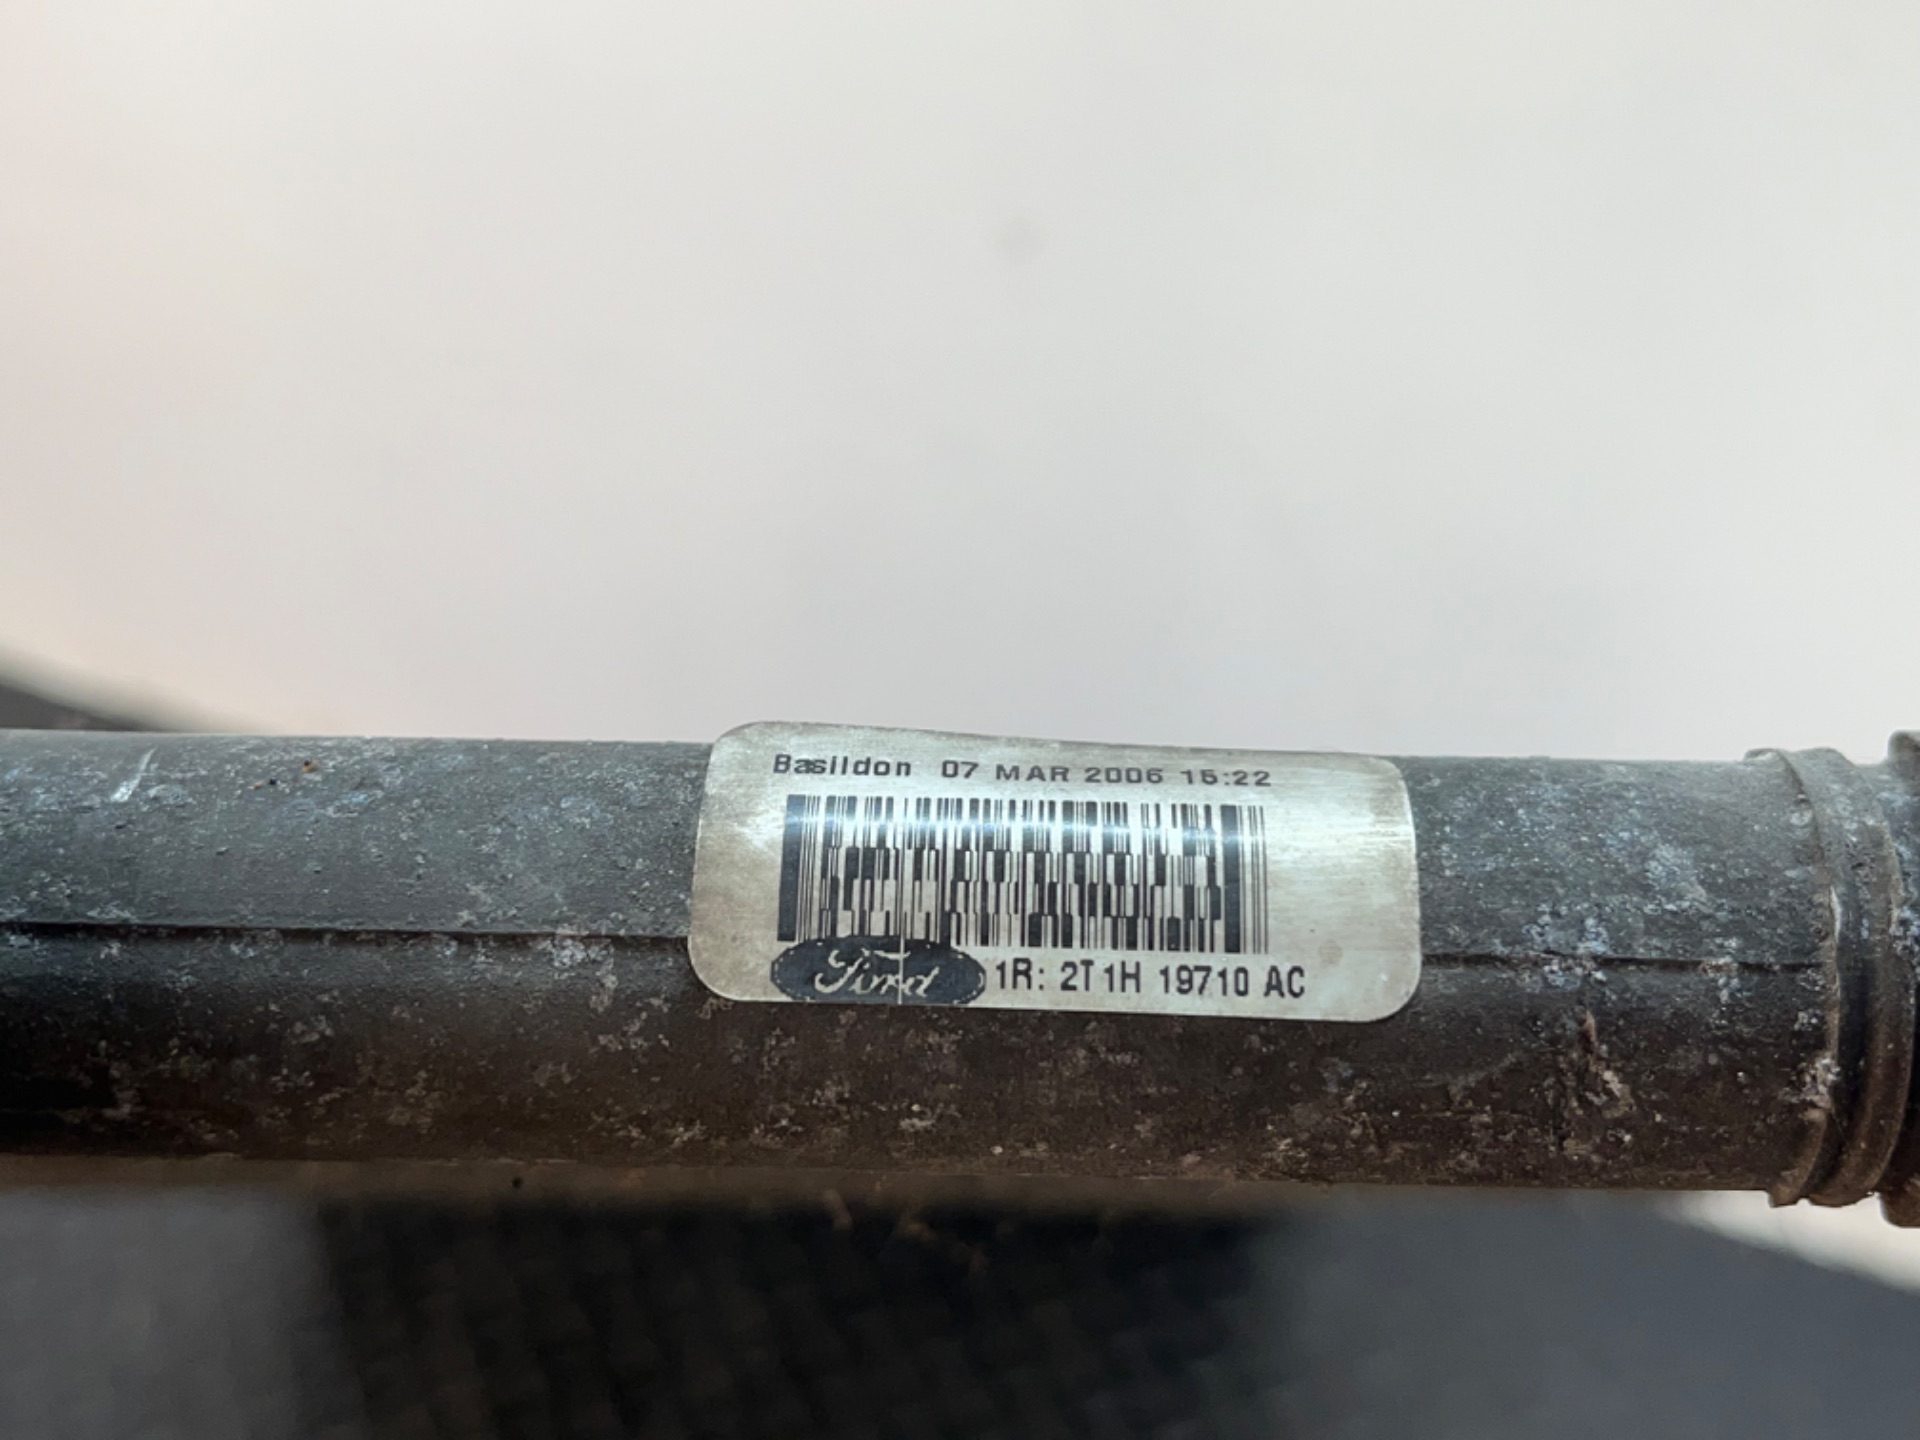 Basildon 07 MAR 2006 15:22
Ford 1R: 2T1H 19710 AC